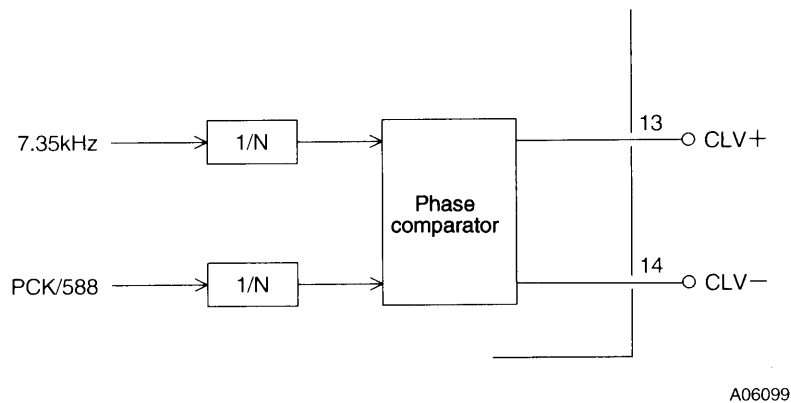 7.35kHz
1/N
Phase
comparator
13
CLV+
PCK/588
1/N
14
CLV−
A06099